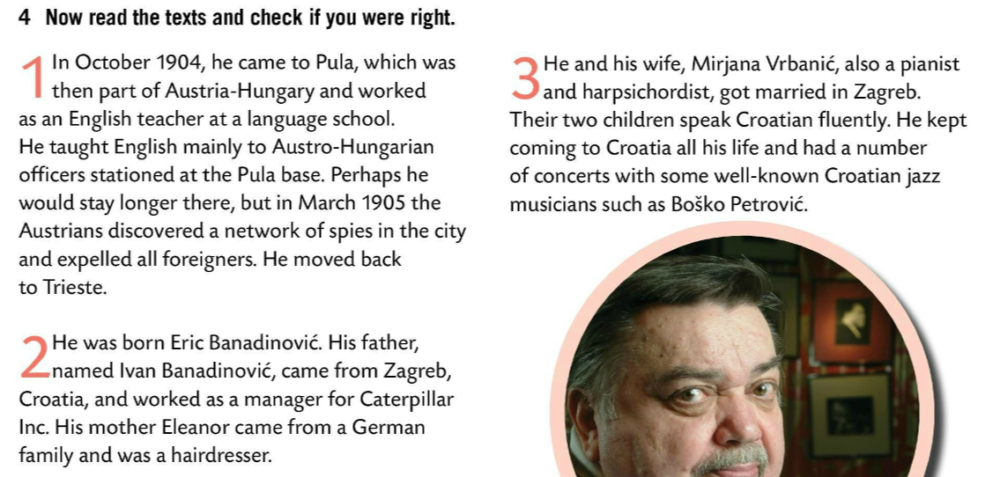 4 Now read the texts and check if you were right.
1 In October 1904, he came to Pula, which was
then part of Austria-Hungary and worked
as an English teacher at a language school.
He taught English mainly to Austro-Hungarian
officers stationed at the Pula base. Perhaps he
would stay longer there, but in March 1905 the
Austrians discovered a network of spies in the city
and expelled all foreigners. He moved back
to Trieste.
2 He was born Eric Banadinović. His father,
named Ivan Banadinović, came from Zagreb,
Croatia, and worked as a manager for Caterpillar
Inc. His mother Eleanor came from a German
family and was a hairdresser.
3 He and his wife, Mirjana Vrbanić, also a pianist
and harpsichordist, got married in Zagreb.
Their two children speak Croatian fluently. He kept
coming to Croatia all his life and had a number
of concerts with some well-known Croatian jazz
musicians such as Boško Petrović.